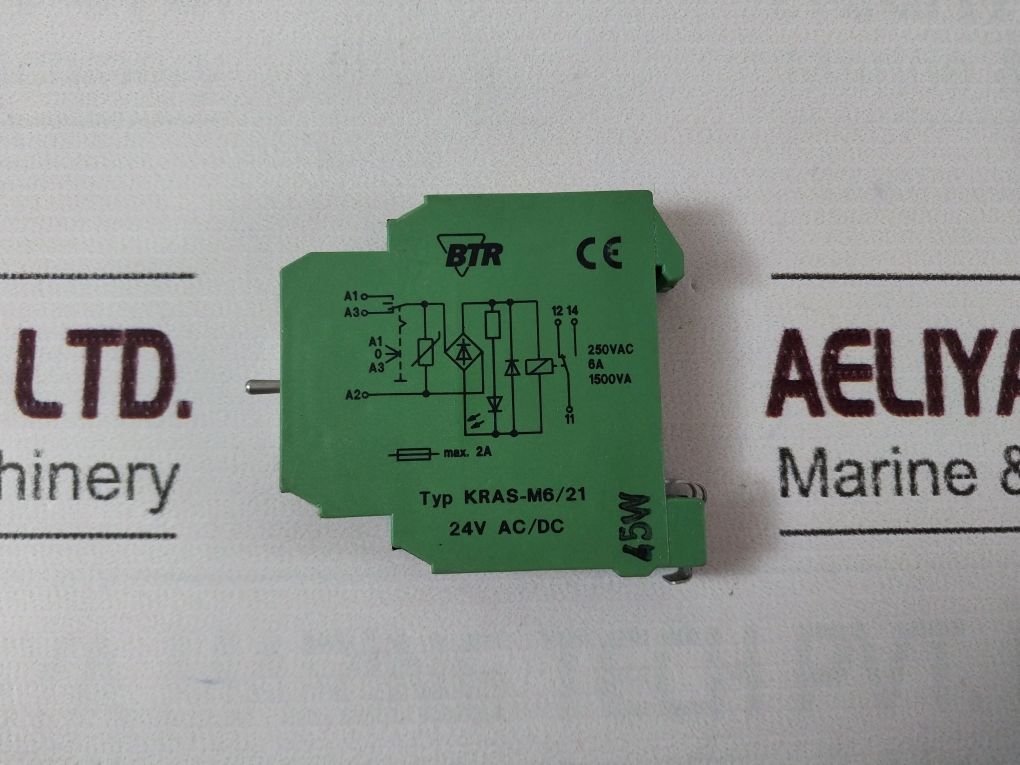 BTR CE
A1
A3
A1
0
A3
A2
12 14
250VAC
6A
1500VA
11
max. 2A
Typ KRAS-M6/21
24V AC/DC
LTD.
hinery
AELIYA
Marine &